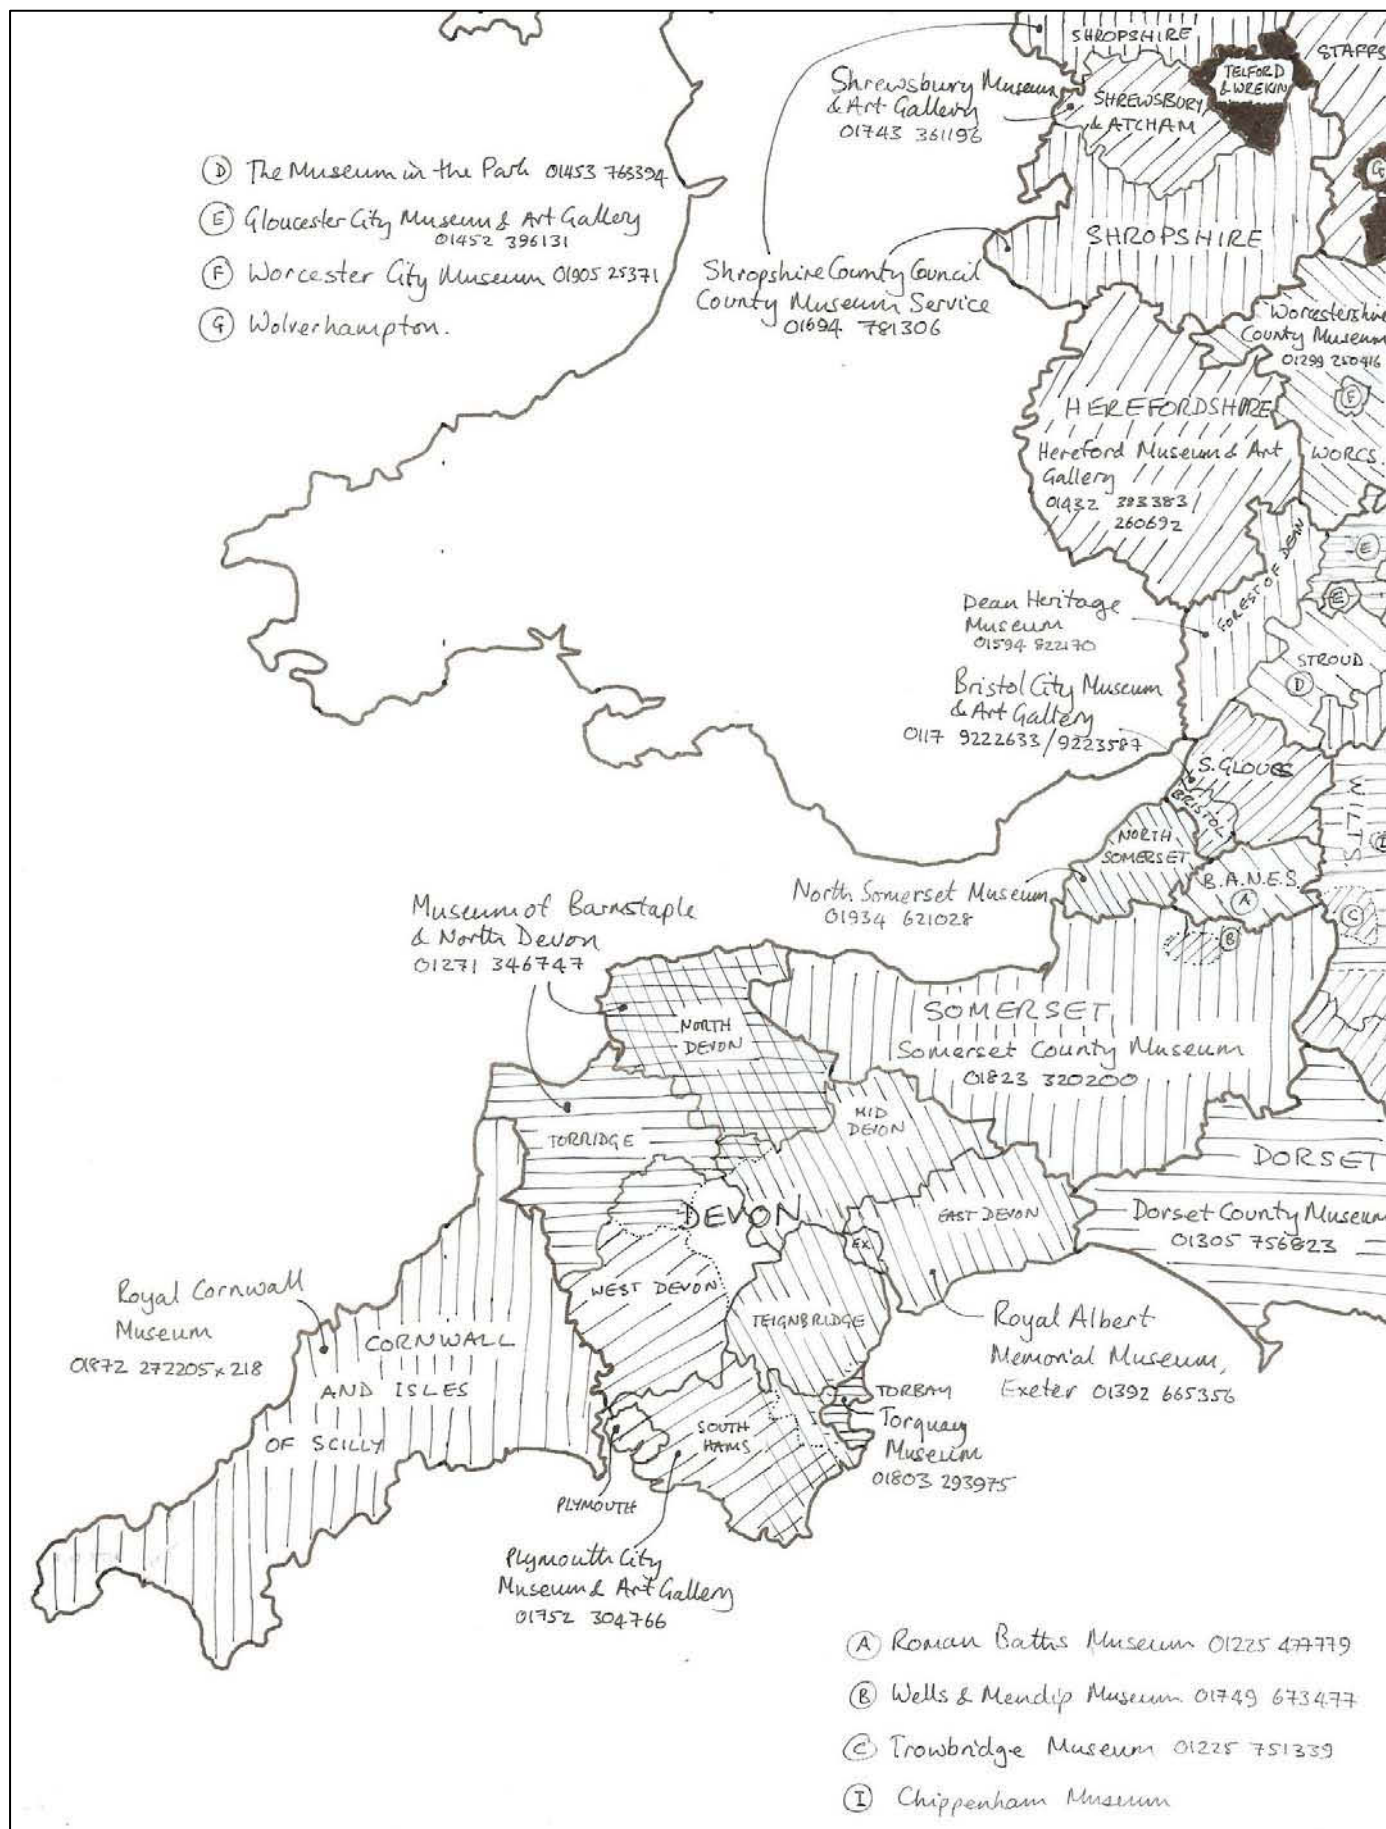 SHROPSHIRE
STAFFS
TELFORD
& WREKIN
Shrewsbury Museum
& Art Gallery
01743 361196
SHREWSBURY
& ATCHAM
G
D The Museum in the Park 01453 763394
E Gloucester City Museum & Art Gallery
01452 396131
F Worcester City Museum 01905 25371
G Wolverhampton.
SHROPSHIRE
Shropshire County Council
County Museum Service
01694 781306
Worcestershire
County Museum
01299 250416
F
HEREFORDSHIRE
Hereford Museum & Art
Gallery
01432 383383/
260692
WORCS.
E
E
FOREST OF DEAN
Dean Heritage
Museum
01594 822170
STROUD
D
Bristol City Museum
& Art Gallery
0117 9222633/9223587
S. GLOUCS
BRISTOL
WILTS.
I
NORTH
SOMERSET
B.A.N.E.S.
A
North Somerset Museum
01934 621028
C
B
Museum of Barnstaple
& North Devon
01271 346747
SOMERSET
Somerset County Museum
01823 320200
NORTH
DEVON
MID
DEVON
TORRIDGE
DORSET
Dorset County Museum
01305 756823
DEVON
EAST DEVON
EX.
WEST DEVON
TEIGNBRIDGE
Royal Cornwall
Museum
01872 272205 x 218
CORNWALL
AND ISLES
OF SCILLY
Royal Albert
Memorial Museum,
Exeter 01392 665356
TORBAY
Torquay
Museum
01803 293975
SOUTH
HAMS
PLYMOUTH
Plymouth City
Museum & Art Gallery
01752 304766
A Roman Baths Museum 01225 477779
B Wells & Mendip Museum 01749 673477
C Trowbridge Museum 01225 751339
I Chippenham Museum